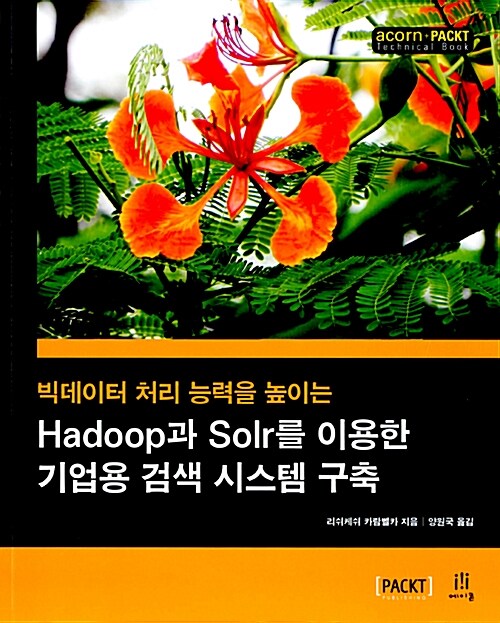 acorn·PACKT
Technical Book
빅데이터 처리 능력을 높이는
Hadoop과 Solr를 이용한
기업용 검색 시스템 구축
리쉬케쉬 카람벨카 지음 | 양원국 옮김
[PACKT]
PUBLISHING
에이콘